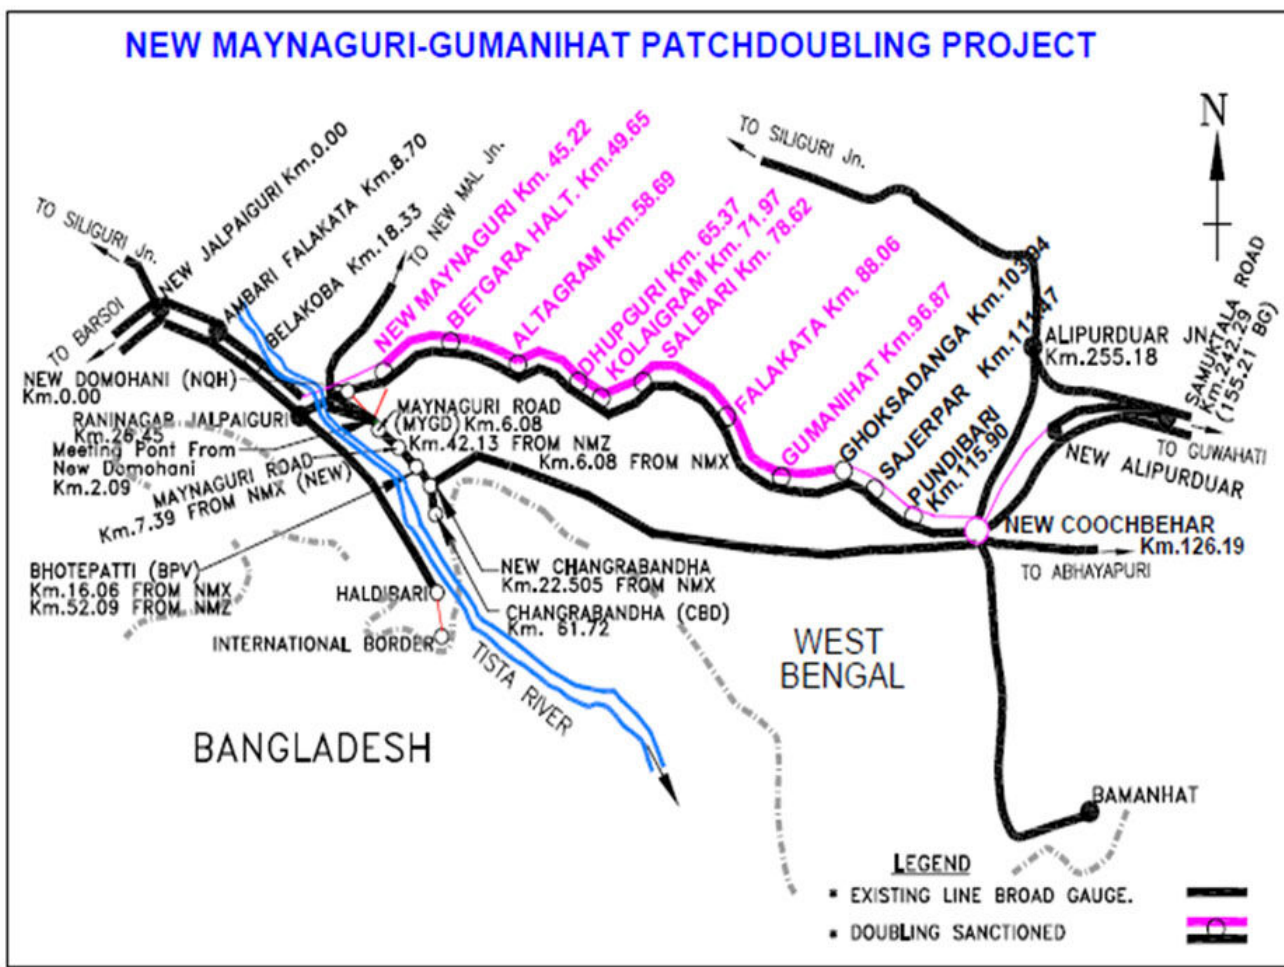 NEW MAYNAGURI-GUMANIHAT PATCHDOUBLING PROJECT
N
TO SILIGURI Jn.
NEW JALPAIGURI Km.0.00
AMBARI FALAKATA Km.8.70
BELAKOBA Km.18.33
TO NEW MAL Jn.
NEW MAYNAGURI Km. 45.22
BETGARA HALT. Km.49.65
ALTAGRAM Km.58.69
DHUPGURI Km. 65.37
KOLAIGRAM Km. 71.97
SALBARI Km. 78.62
FALAKATA Km. 88.06
GUMANIHAT Km.96.87
GHOKSADANGA Km.103.94
SAJERPAR Km.111.47
PUNDIBARI
Km.115.90
TO SILIGURI Jn.
ALIPURDUAR JN.
Km.255.18
SAMUKTALA ROAD
Km.242.29
(155.21 BG)
TO GUWAHATI
NEW ALIPURDUAR
NEW COOCHBEHAR
Km.126.19
TO ABHAYAPURI
TO BARSOI
NEW DOMOHANI (NQH)
Km.0.00
RANINAGAR JALPAIGURI
Km.26.45
Meeting Pont From
New Domohani
Km.2.09
MAYNAGURI ROAD
(MYGD)Km.6.08
Km.42.13 FROM NMZ
Km.6.08 FROM NMX
MAYNAGURI ROAD
Km.7.39 FROM NMX (NEW)
BHOTEPATTI (BPV)
Km.16.06 FROM NMX
Km.52.09 FROM NMZ
NEW CHANGRABANDHA
Km.22.505 FROM NMX
HALDIBARI
CHANGRABANDHA (CBD)
Km. 61.72
INTERNATIONAL BORDER
TISTA RIVER
WEST
BENGAL
BANGLADESH
BAMANHAT
LEGEND
* EXISTING LINE BROAD GAUGE.
* DOUBLING SANCTIONED